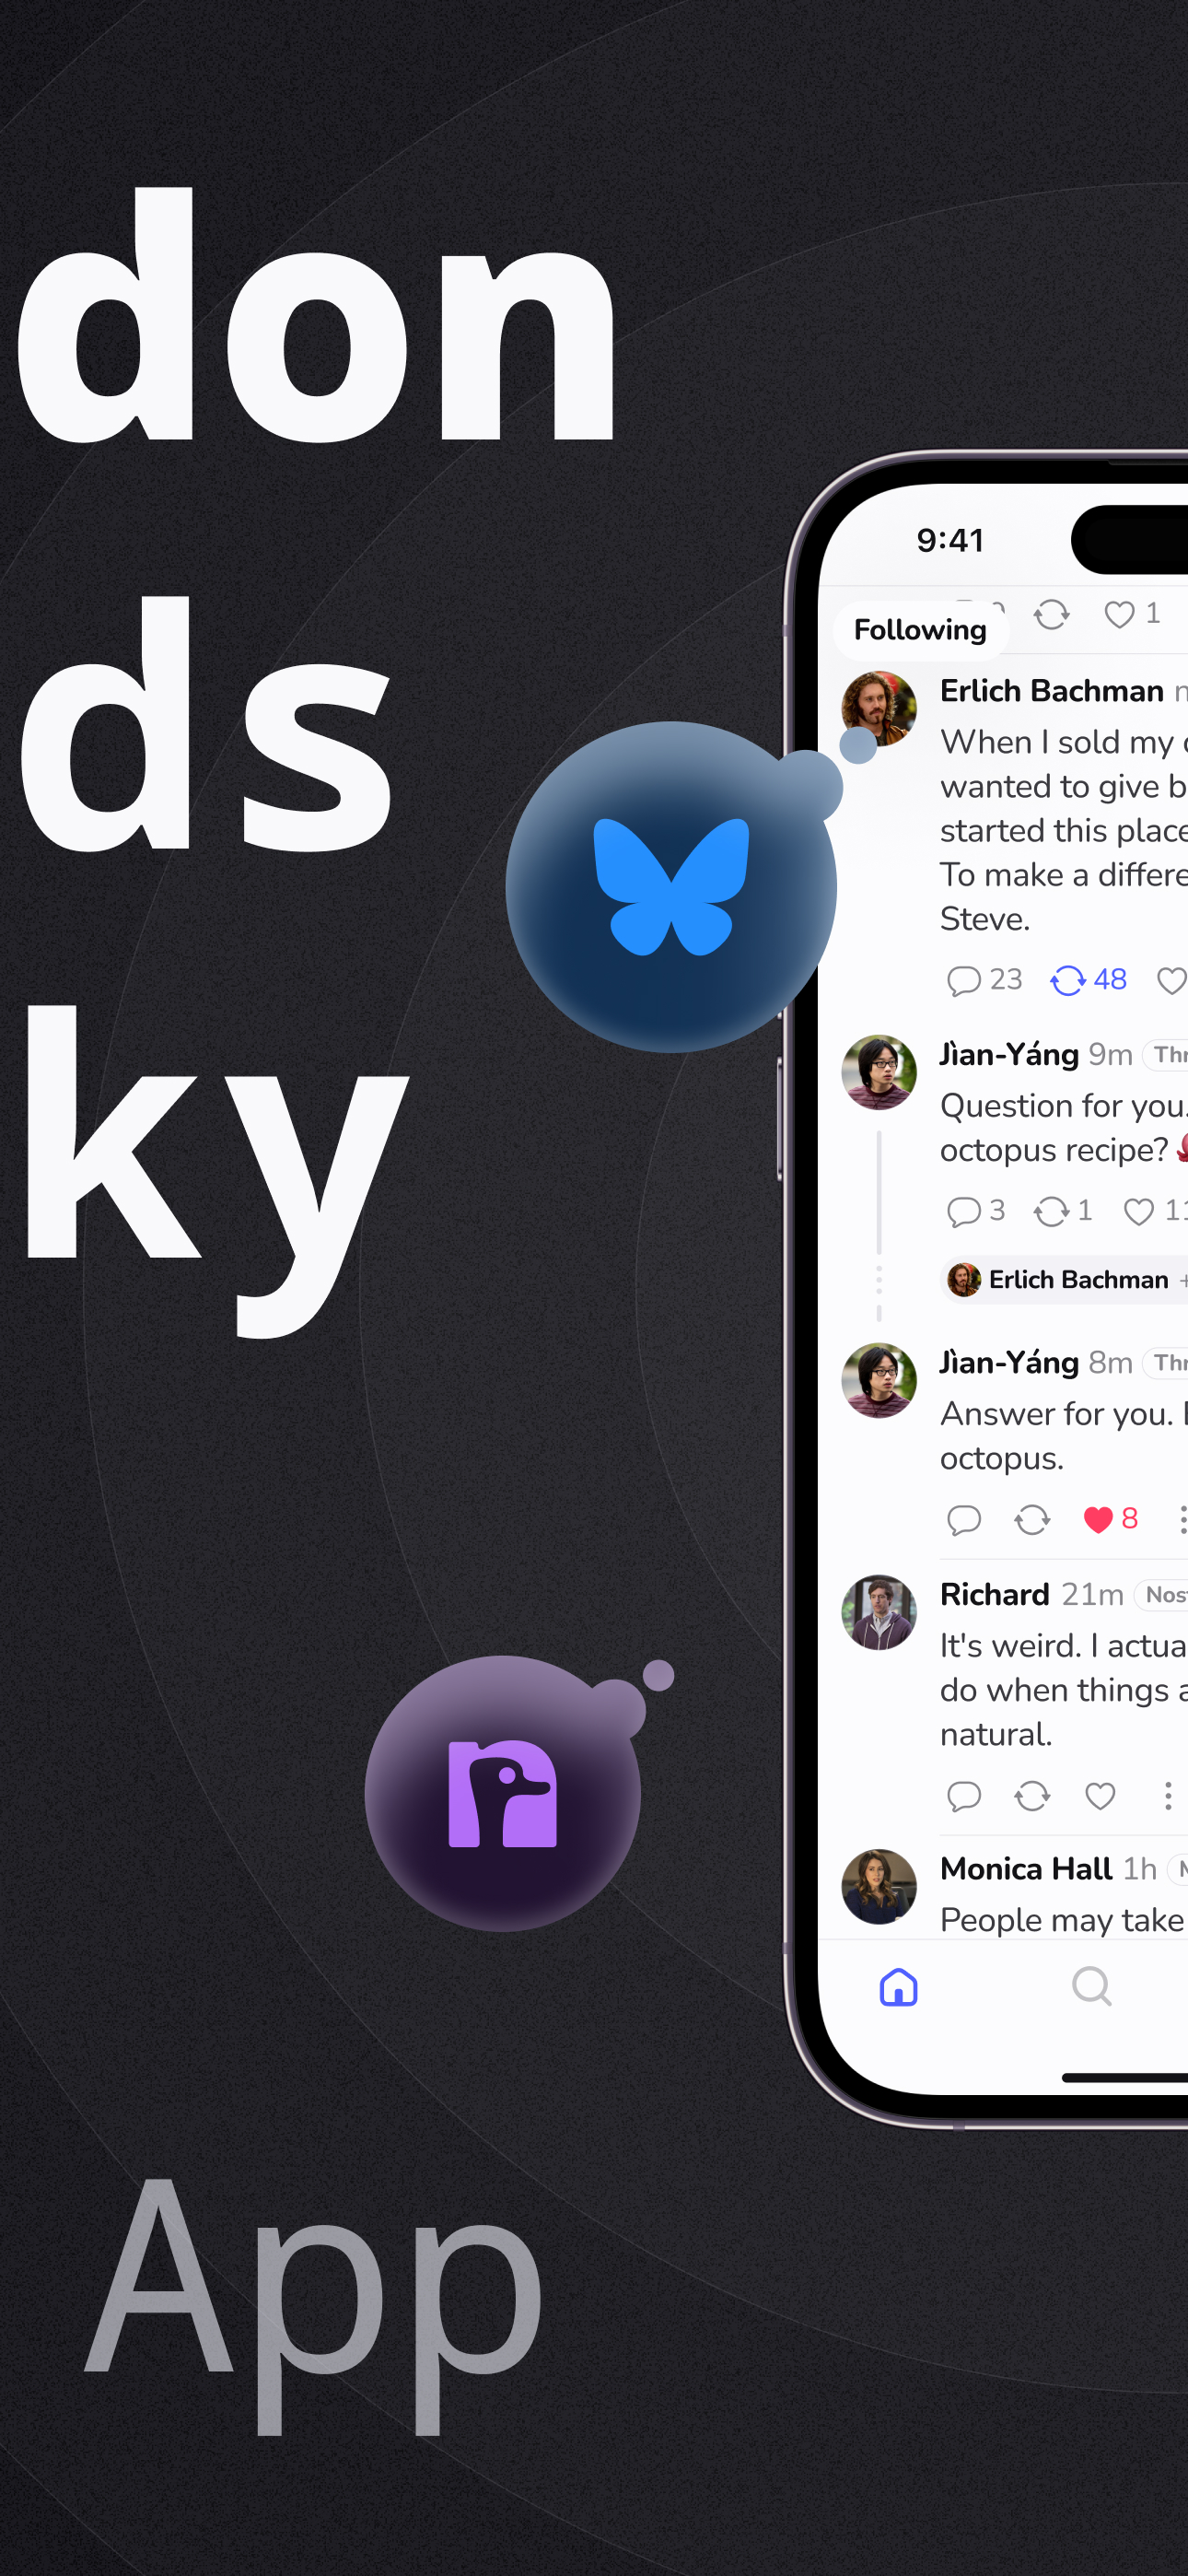 don
ds
ky
App
9:41
1
Following
Erlich Bachman
When I sold my
wanted to give b
started this place
To make a differe
Steve.
23 48
Jìan-Yáng 9m Thr
Question for you.
octopus recipe?
3 1 11
Erlich Bachman +
Jìan-Yáng 8m Thr
Answer for you.
octopus.
8
Richard 21m Nos
It's weird. I actua
do when things a
natural.
Monica Hall 1h
People may take